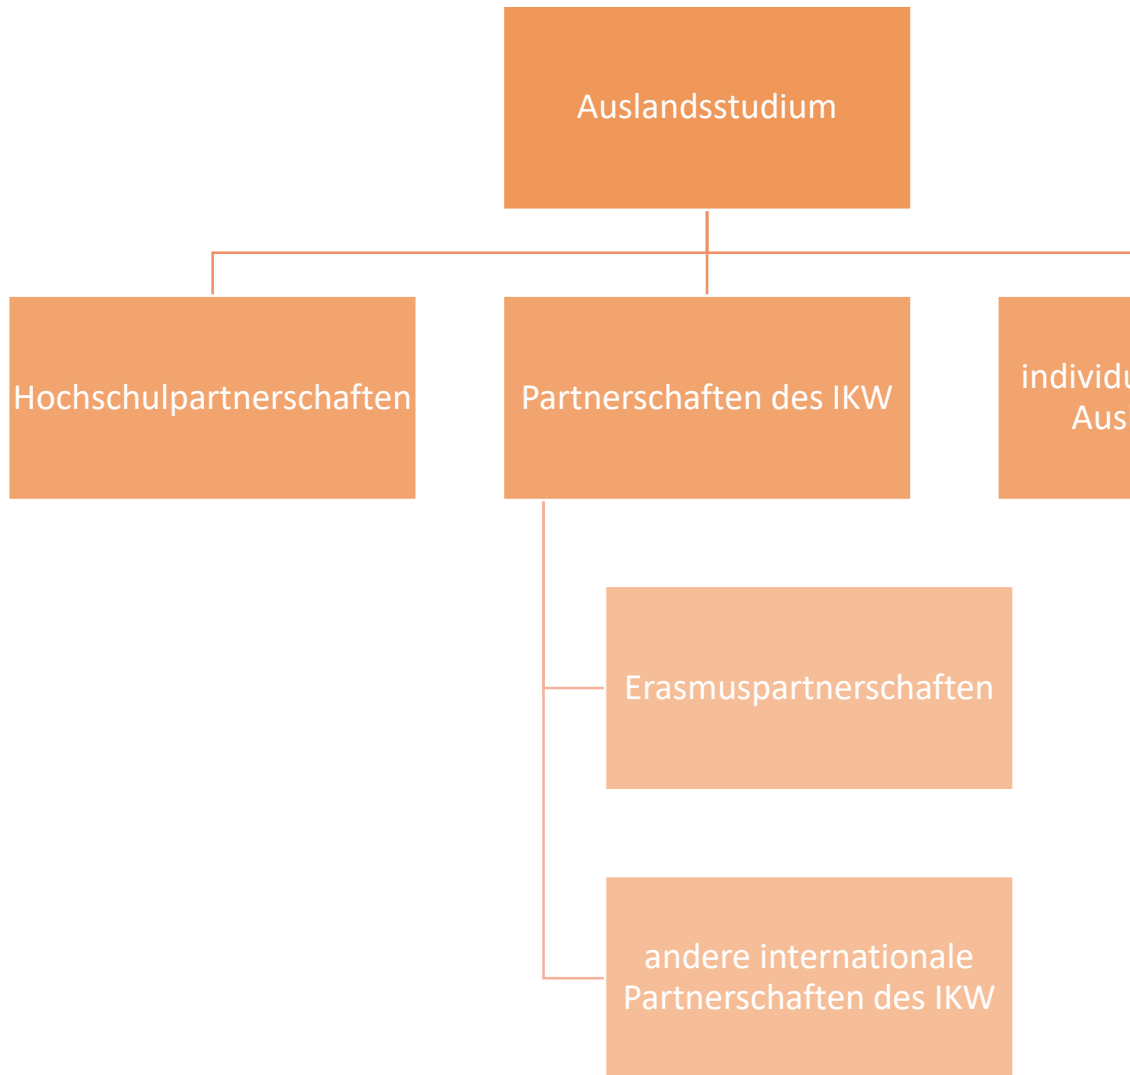 Auslandsstudium
Hochschulpartnerschaften
Partnerschaften des IKW
Erasmuspartnerschaften
andere internationale
Partnerschaften des IKW